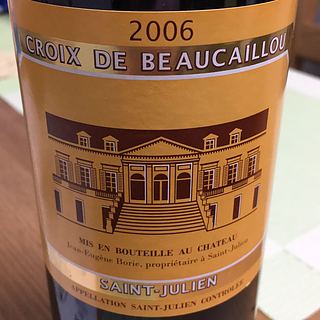 2006
CROIX DE BEAUCAILLOU
MIS EN BOUTEILLE AU CHATEAU
Jean-Eugène Borie, propriétaire à Saint-Julien
SAINT-JULIEN
APPELLATION SAINT-JULIEN CONTROLÉE